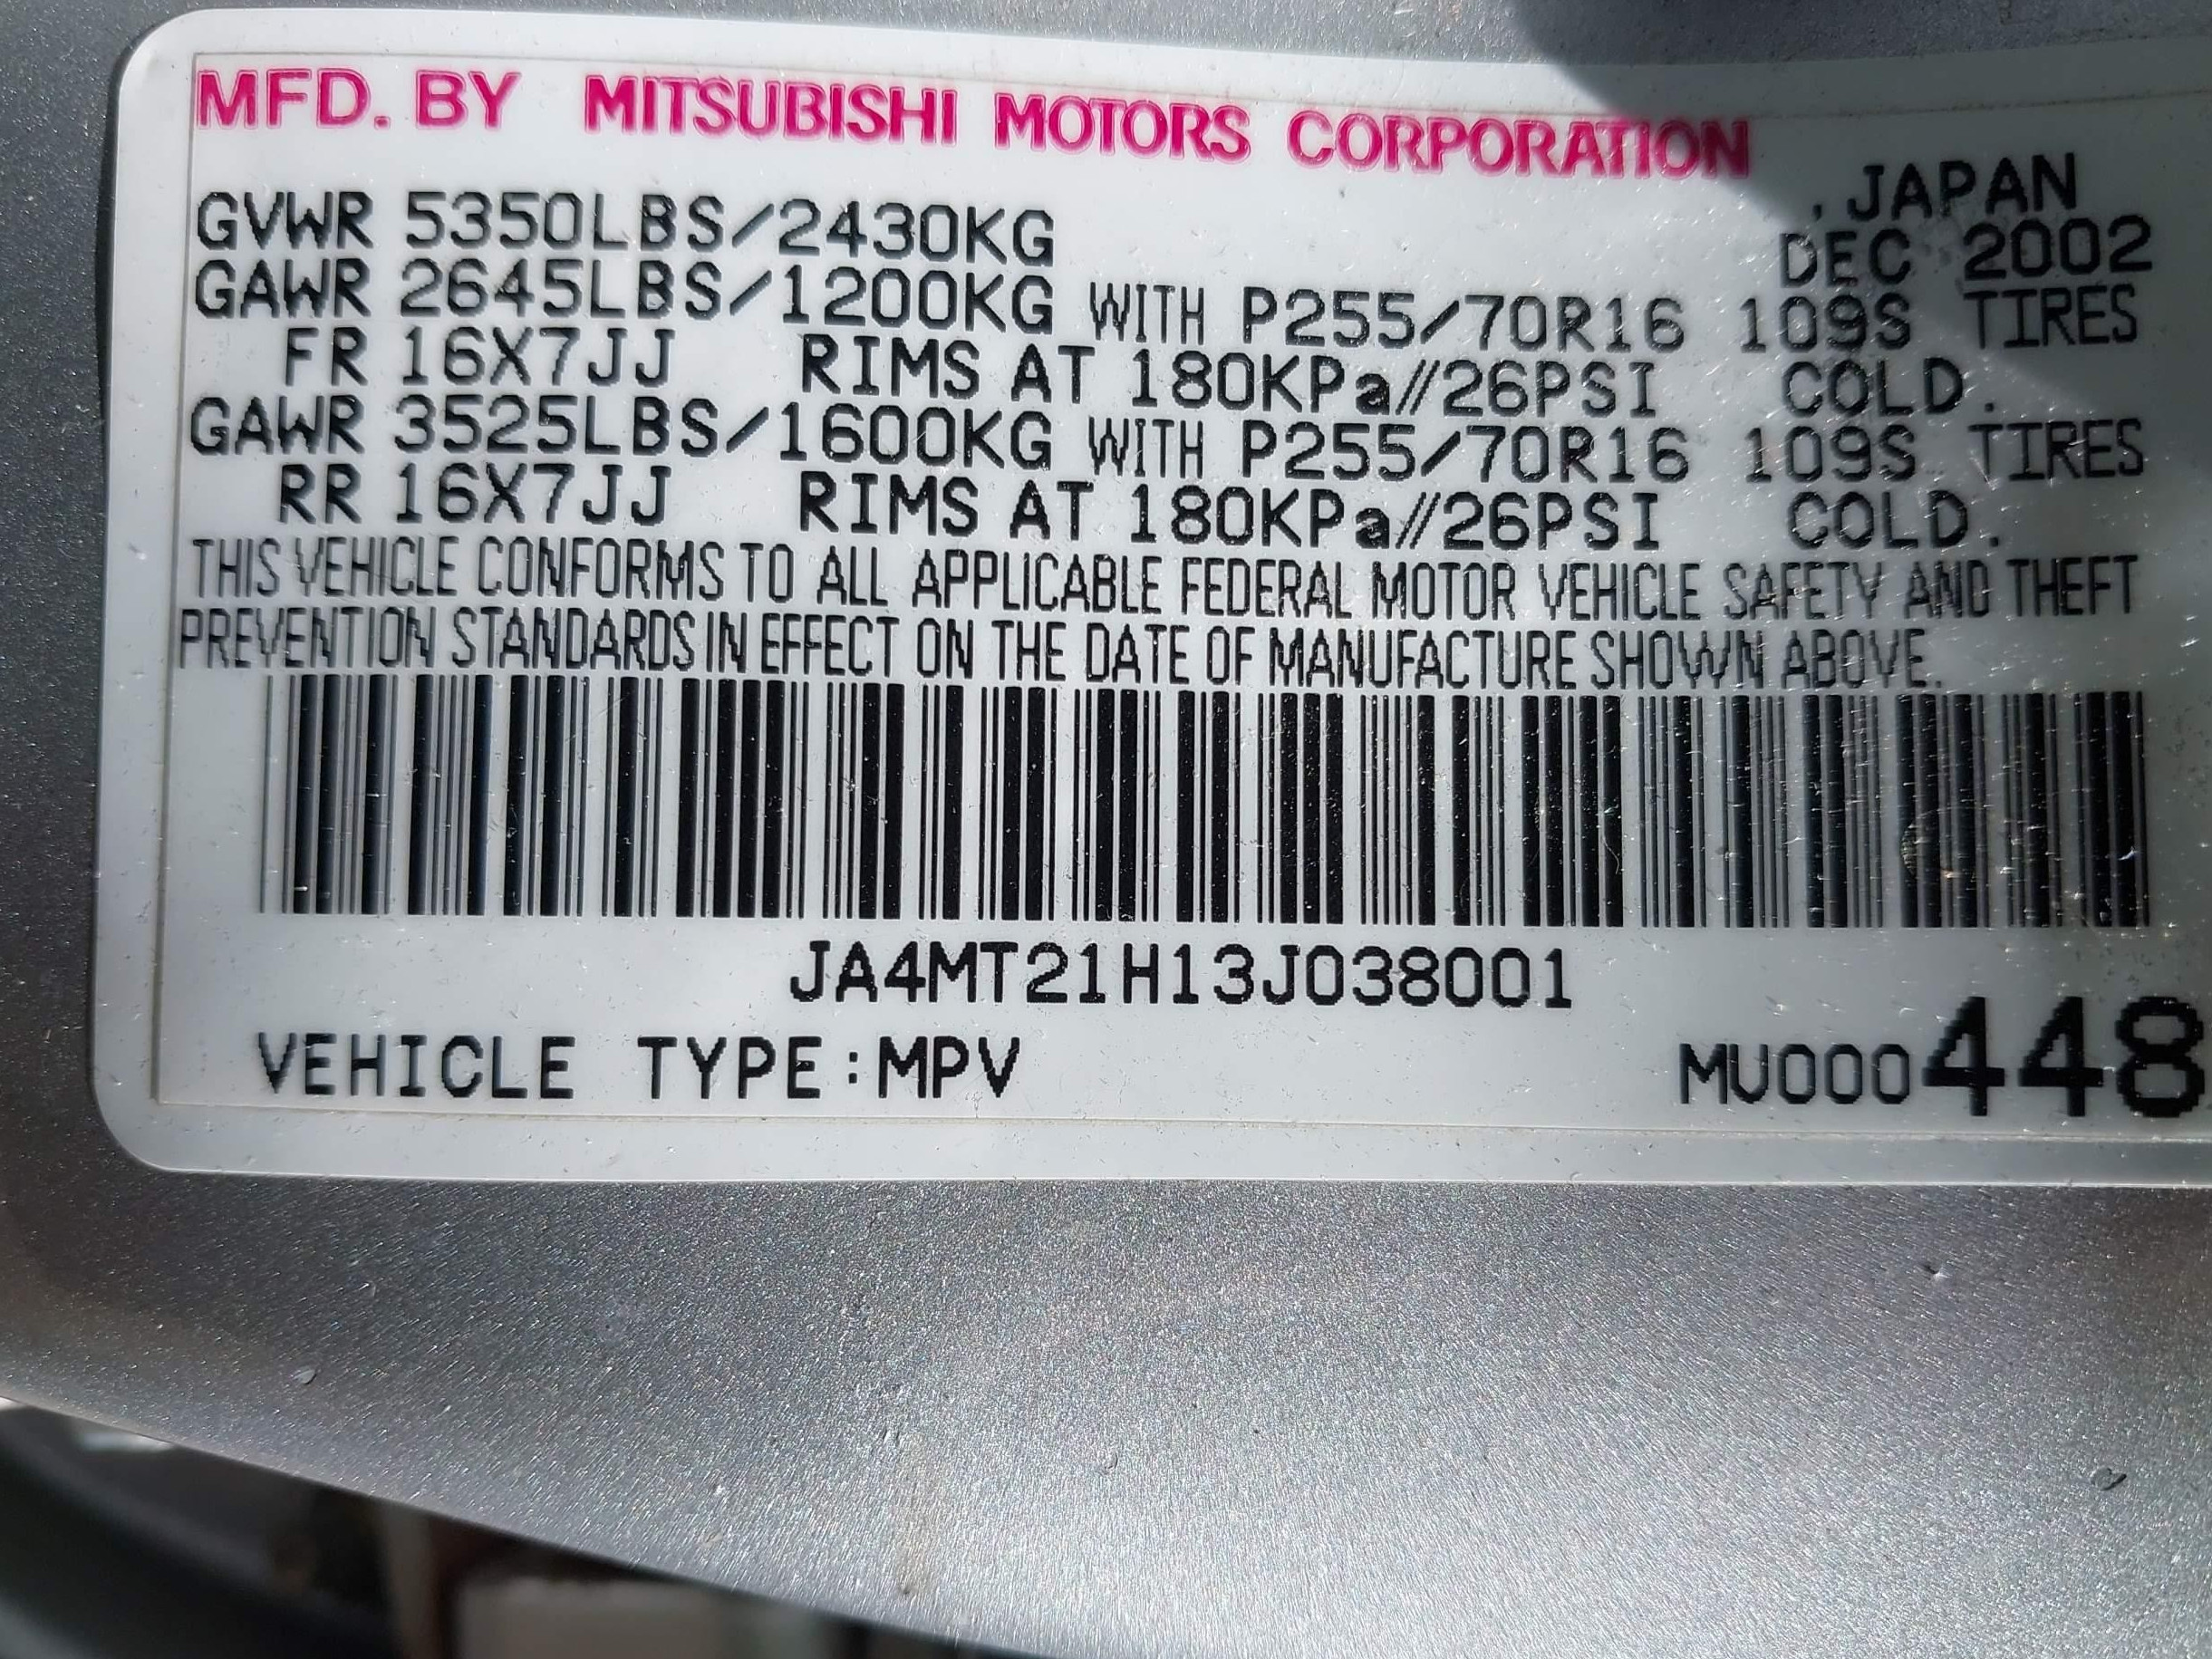 MFD. BY MITSUBISHI MOTORS CORPORATION
, JAPAN
GVWR 5350LBS/2430KG DEC 2002
GAWR 2645LBS/1200KG WITH P255/70R16 109S TIRES
FR 16X7JJ RIMS AT 180KPa//26PSI COLD.
GAWR 3525LBS/1600KG WITH P255/70R16 109S TIRES
RR 16X7JJ RIMS AT 180KPa//26PSI COLD.
THIS VEHICLE CONFORMS TO ALL APPLICABLE FEDERAL MOTOR VEHICLE SAFETY AND THEFT
PREVENTION STANDARDS IN EFFECT ON THE DATE OF MANUFACTURE SHOWN ABOVE.
JA4MT21H13J038001
VEHICLE TYPE:MPV MU000448